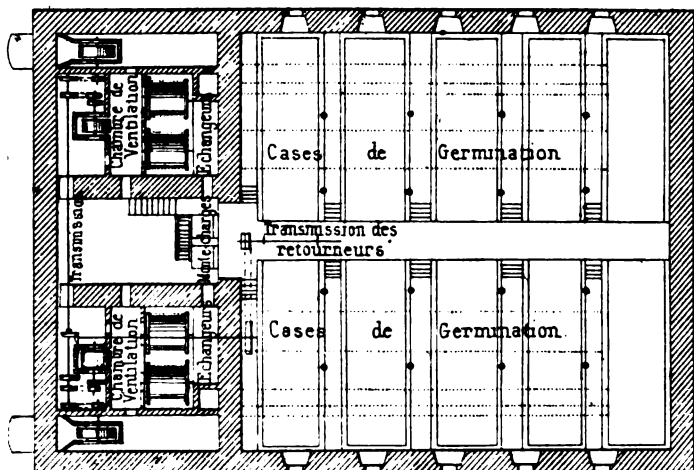 Chambre de
Ventilation
Echangeurs
Cases de Germination
Transmission
Monte-charges
Transmission des
retourneurs
Chambre de
Ventilation
Echangeurs
Cases de Germination